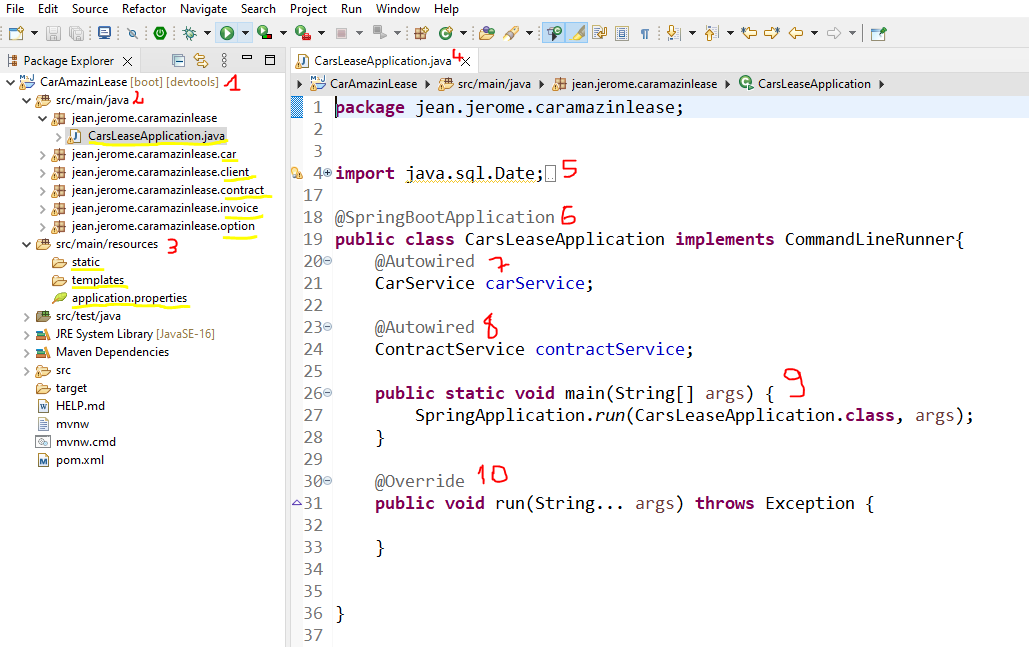 File Edit Source Refactor Navigate Search Project Run Window Help
Package Explorer
CarAmazinLease [boot] [devtools] 1
src/main/java 2
jean.jerome.caramazinlease
CarsLeaseApplication.java
jean.jerome.caramazinlease.car
jean.jerome.caramazinlease.client
jean.jerome.caramazinlease.contract
jean.jerome.caramazinlease.invoice
jean.jerome.caramazinlease.option
src/main/resources 3
static
templates
application.properties
src/test/java
JRE System Library [JavaSE-16]
Maven Dependencies
src
target
HELP.md
mvnw
mvnw.cmd
pom.xml
CarsLeaseApplication.java 4
CarAmazinLease src/main/java jean.jerome.caramazinlease CarsLeaseApplication
1 package jean.jerome.caramazinlease;
2
3
4 import java.sql.Date; 5
17
18 @SpringBootApplication 6
19 public class CarsLeaseApplication implements CommandLineRunner{
20 @Autowired 7
21 CarService carService;
22
23 @Autowired 8
24 ContractService contractService;
25
26 public static void main(String[] args) { 9
27 SpringApplication.run(CarsLeaseApplication.class, args);
28 }
29
30 @Override 10
31 public void run(String... args) throws Exception {
32
33 }
34
35
36 }
37